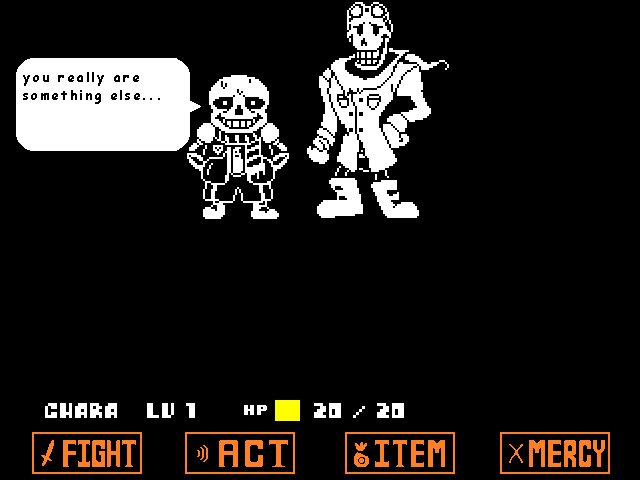 you really are
something else...
CHARA LV 1 HP 20 / 20
FIGHT ACT ITEM MERCY